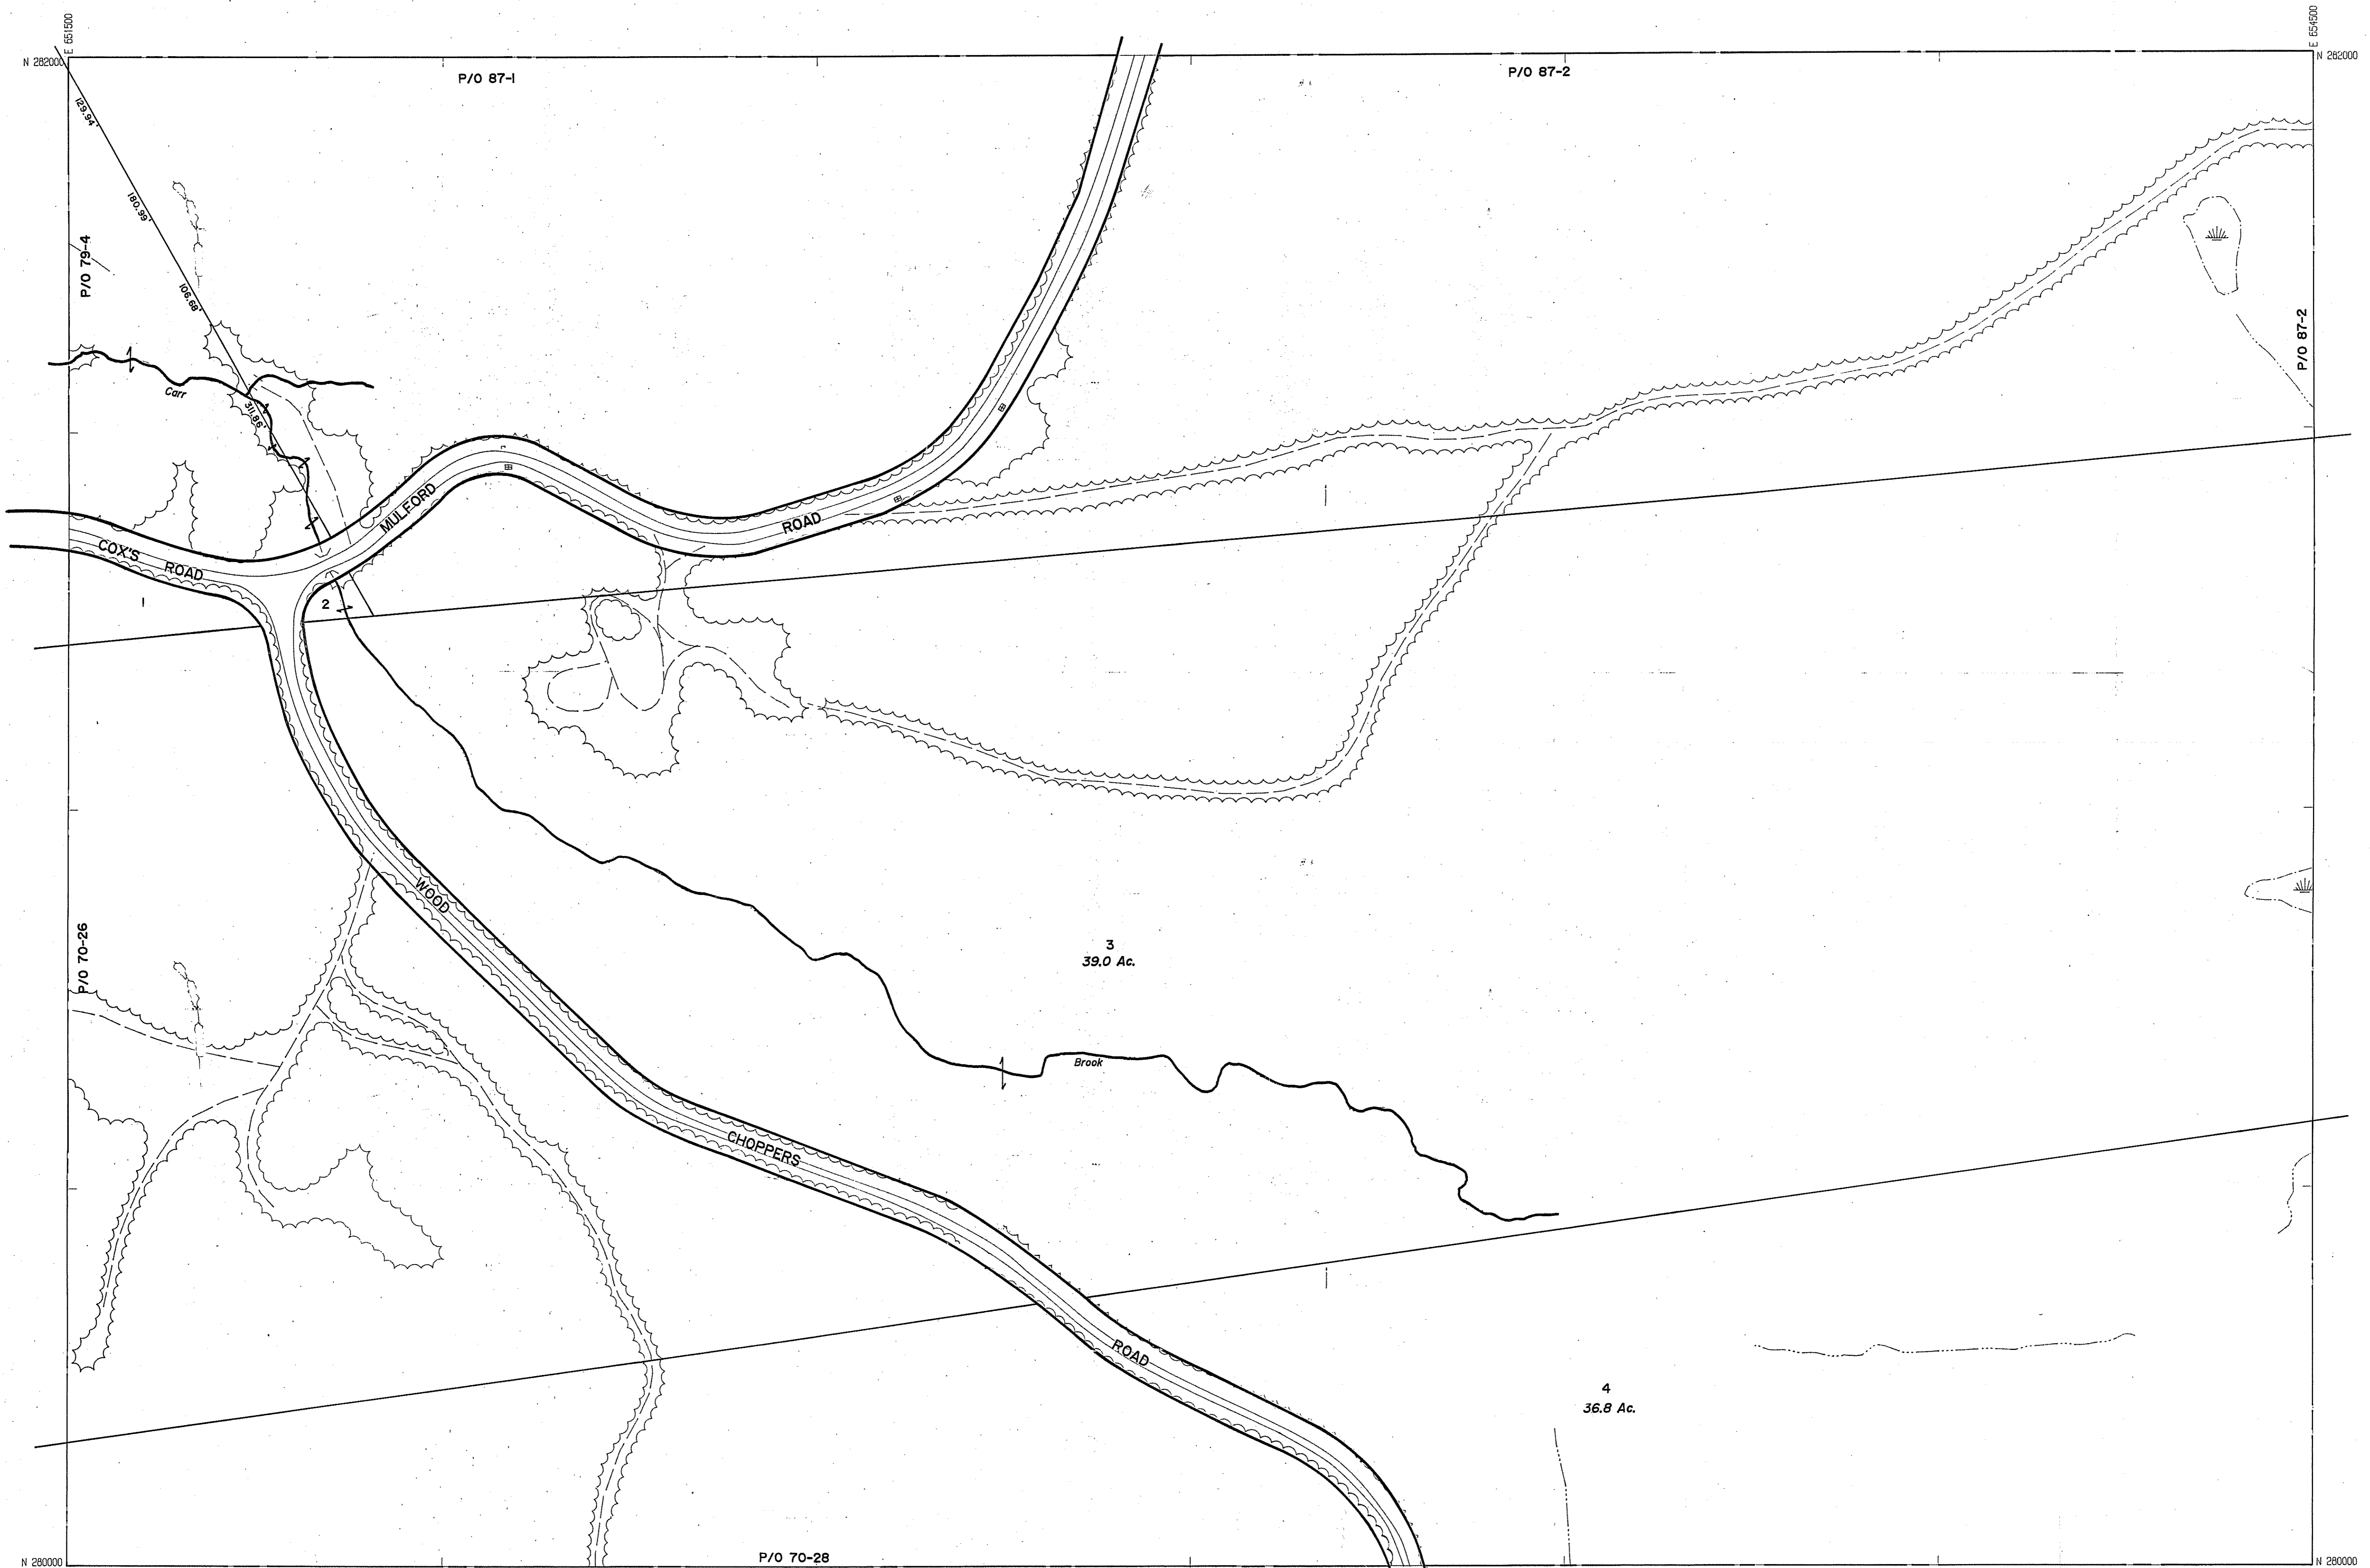 E 651500
E 654500
N 282000
N 282000
P/O 87-1
P/O 87-2
129.94'
180.99'
P/O 79-4
106.68'
P/O 87-2
Carr
311.86'
MULFORD
ROAD
COX'S
ROAD
1
2
WOOD
P/O 70-26
3
39.0 Ac.
Brook
CHOPPERS
ROAD
4
36.8 Ac.
P/O 70-28
N 280000
N 280000